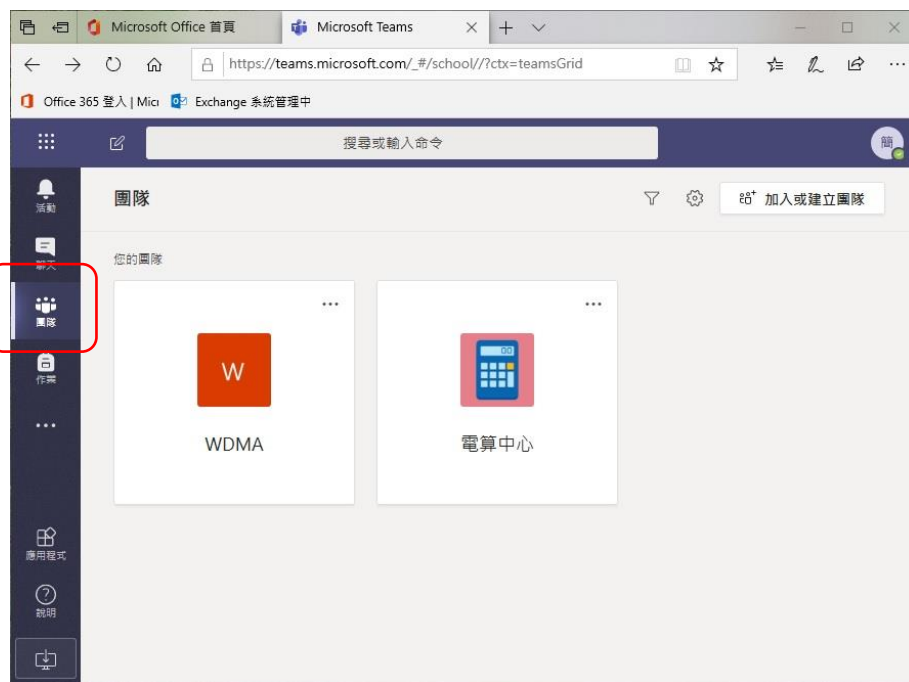 Microsoft Office 首頁
Microsoft Teams
https://teams.microsoft.com/_#/school//?ctx=teamsGrid
Office 365 登入 | Micr
Exchange 系統管理中
搜尋或輸入命令
簡
活動
團隊
加入或建立團隊
聊天
您的團隊
團隊
作業
W
WDMA
電算中心
應用程式
說明